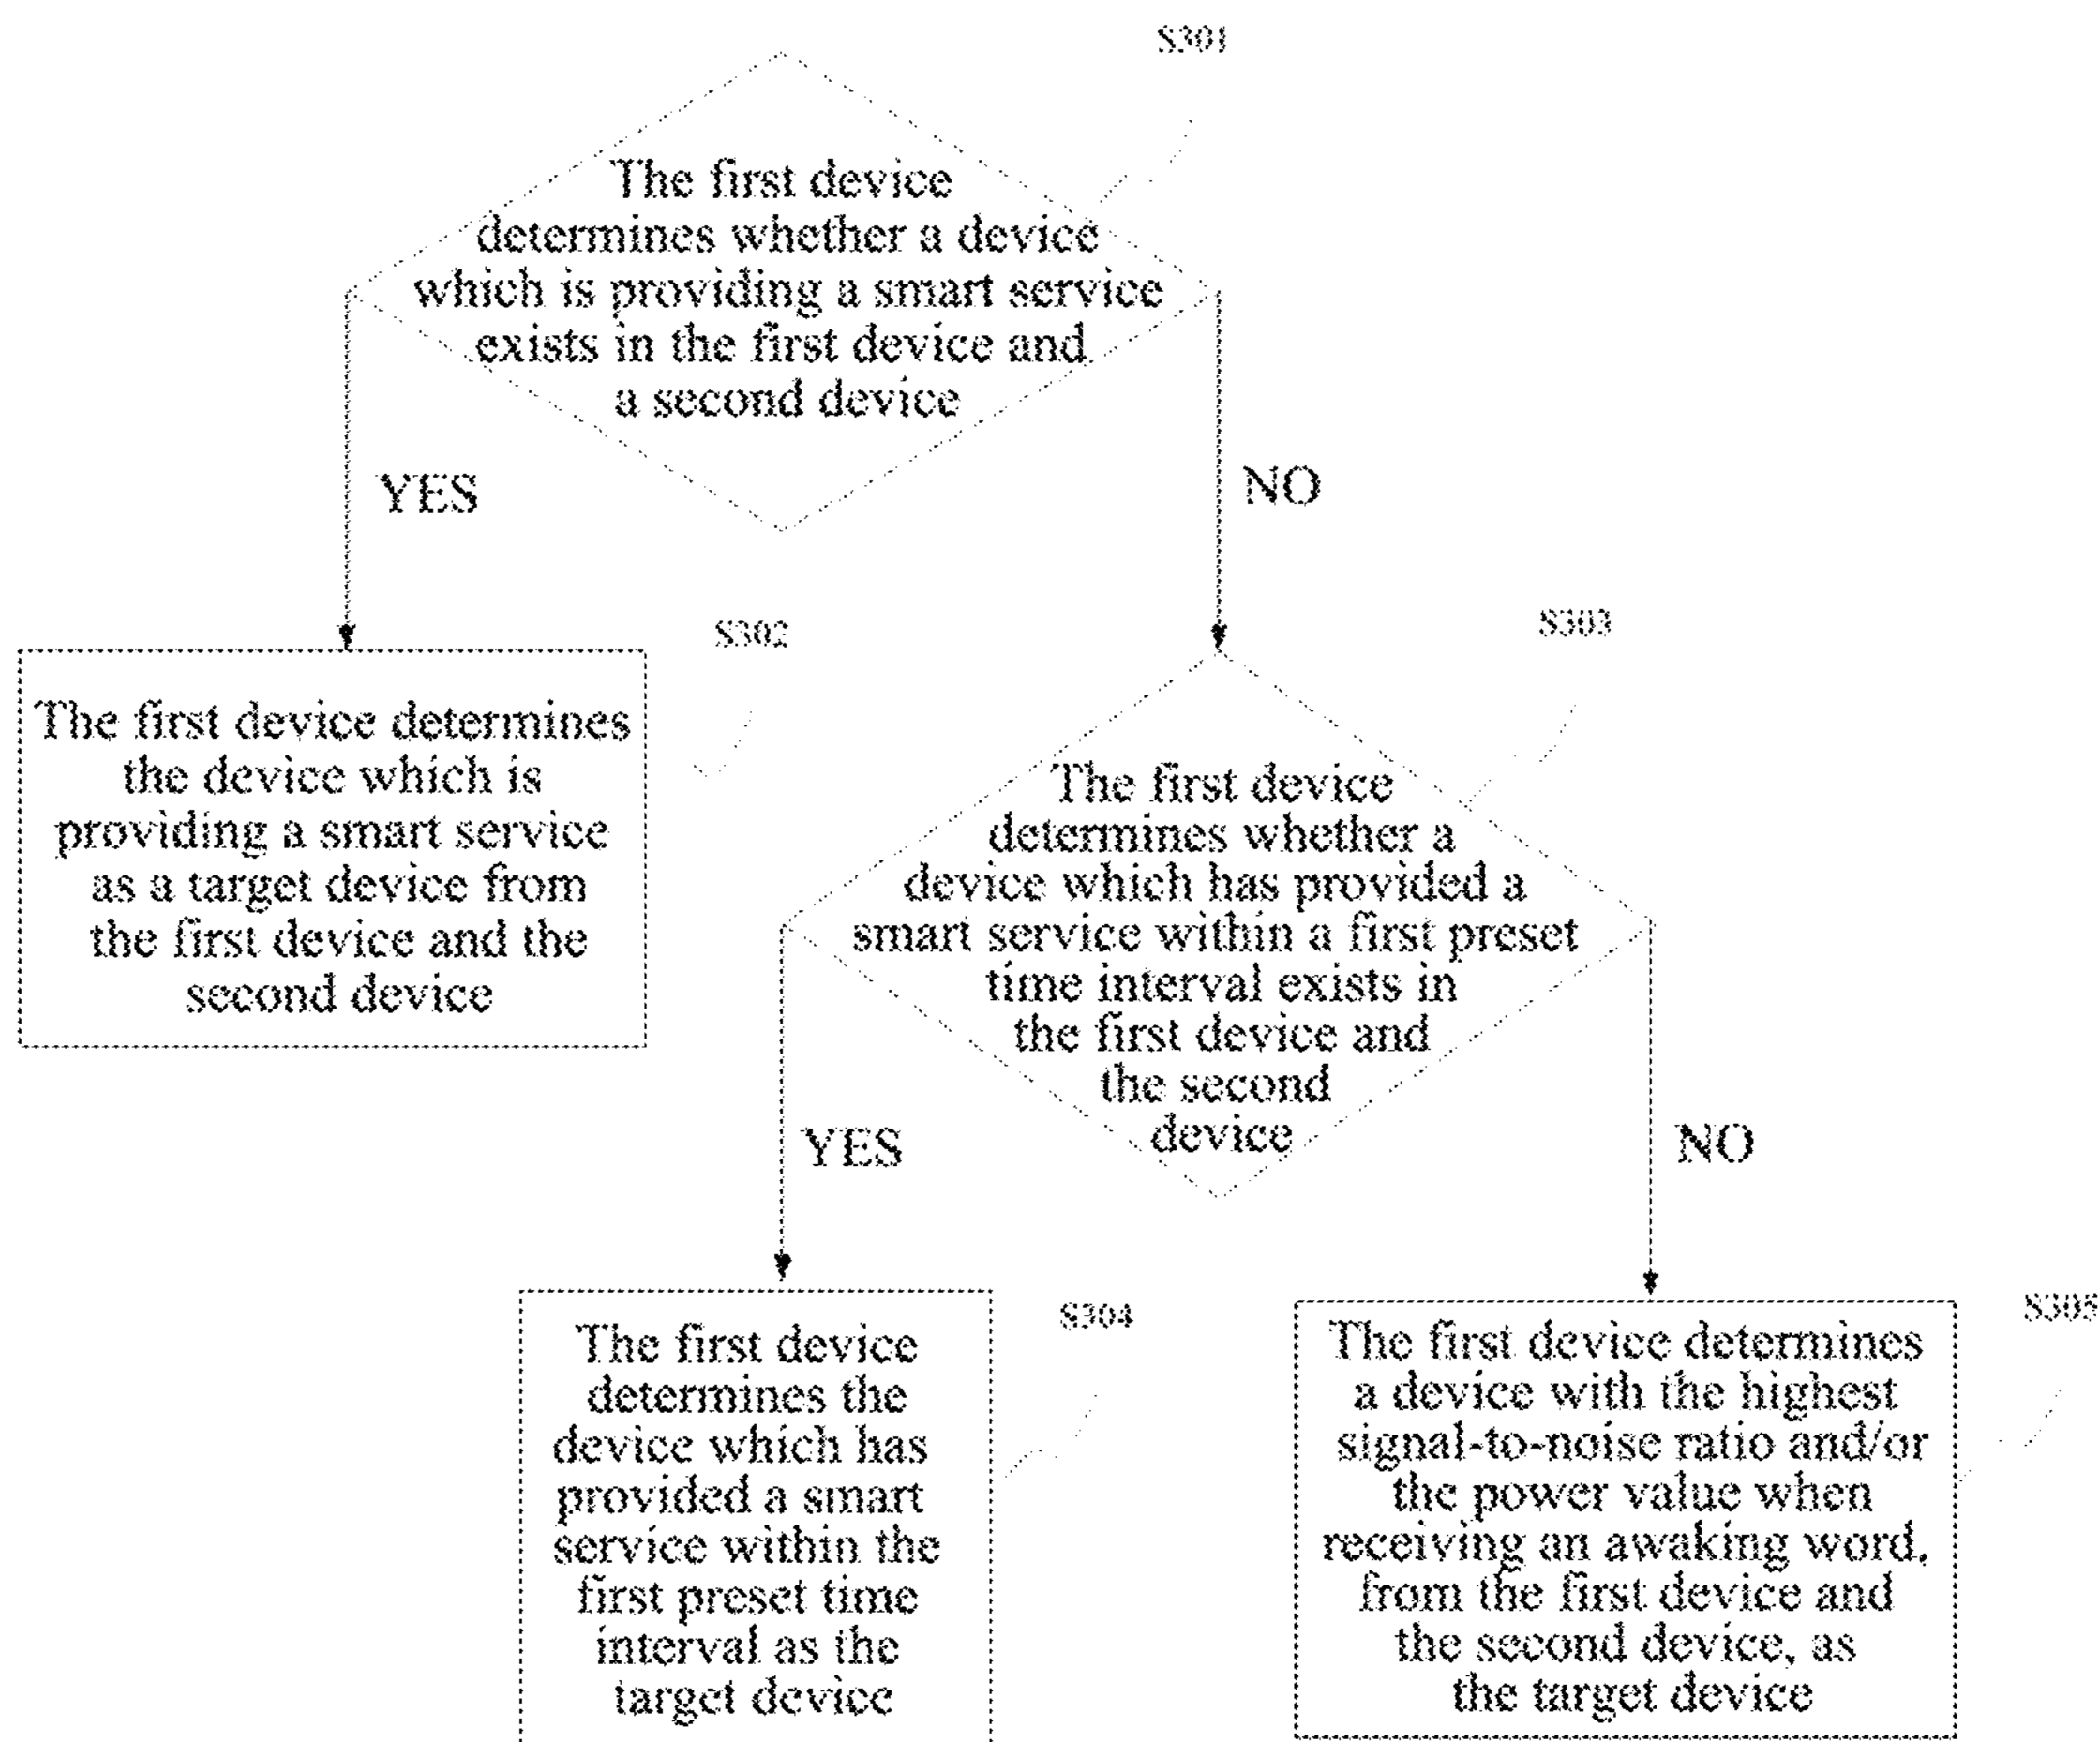 S301
The first device
determines whether a device
which is providing a smart service
exists in the first device and
a second device
YES
NO
S302
The first device determines
the device which is
providing a smart service
as a target device from
the first device and the
second device
S303
The first device
determines whether a
device which has provided a
smart service within a first preset
time interval exists in
the first device and
the second
device
YES
NO
S304
The first device
determines the
device which has
provided a smart
service within the
first preset time
interval as the
target device
S305
The first device determines
a device with the highest
signal-to-noise ratio and/or
the power value when
receiving an awaking word,
from the first device and
the second device, as
the target device